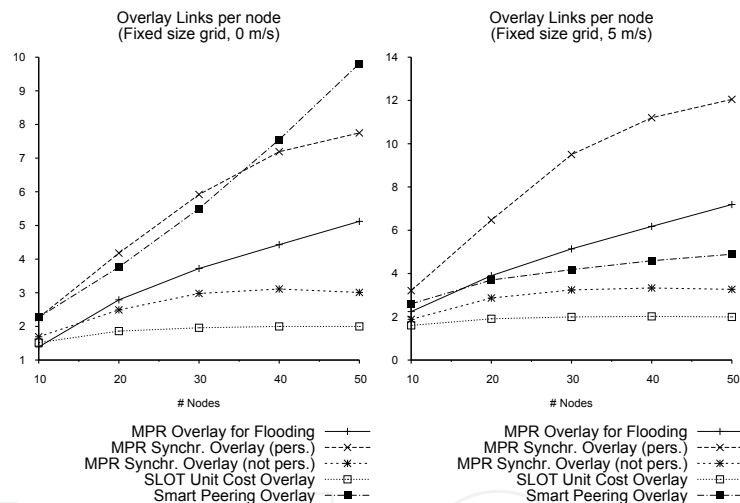 Overlay Links per node
(Fixed size grid, 0 m/s)
10
9
8
7
6
5
4
3
2
1
10 20 30 40 50
# Nodes
MPR Overlay for Flooding
MPR Synchr. Overlay (pers.)
MPR Synchr. Overlay (not pers.)
SLOT Unit Cost Overlay
Smart Peering Overlay
Overlay Links per node
(Fixed size grid, 5 m/s)
14
12
10
8
6
4
2
0
10 20 30 40 50
# Nodes
MPR Overlay for Flooding
MPR Synchr. Overlay (pers.)
MPR Synchr. Overlay (not pers.)
SLOT Unit Cost Overlay
Smart Peering Overlay